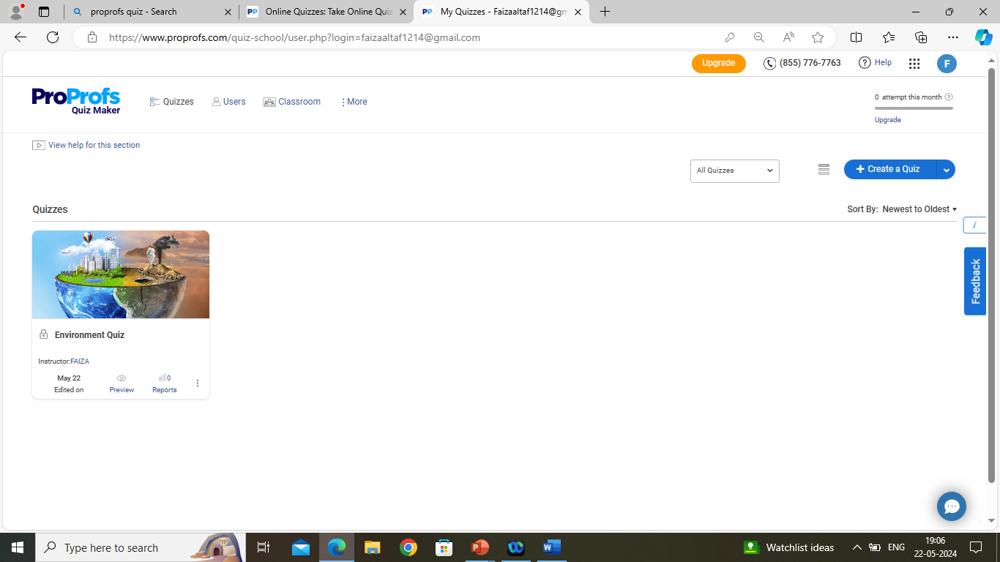 proprofs quiz - Search
Online Quizzes: Take Online Quiz
My Quizzes - Faizaaltaf1214@gm
https://www.proprofs.com/quiz-school/user.php?login=faizaaltaf1214@gmail.com
Upgrade
(855) 776-7763
Help
F
ProProfs
Quiz Maker
Quizzes
Users
Classroom
More
0 attempt this month
Upgrade
View help for this section
All Quizzes
+ Create a Quiz
Quizzes
Sort By: Newest to Oldest
i
Feedback
Environment Quiz
Instructor:FAIZA
May 22
Edited on
Preview
0
Reports
Type here to search
Watchlist ideas
ENG
19:06
22-05-2024